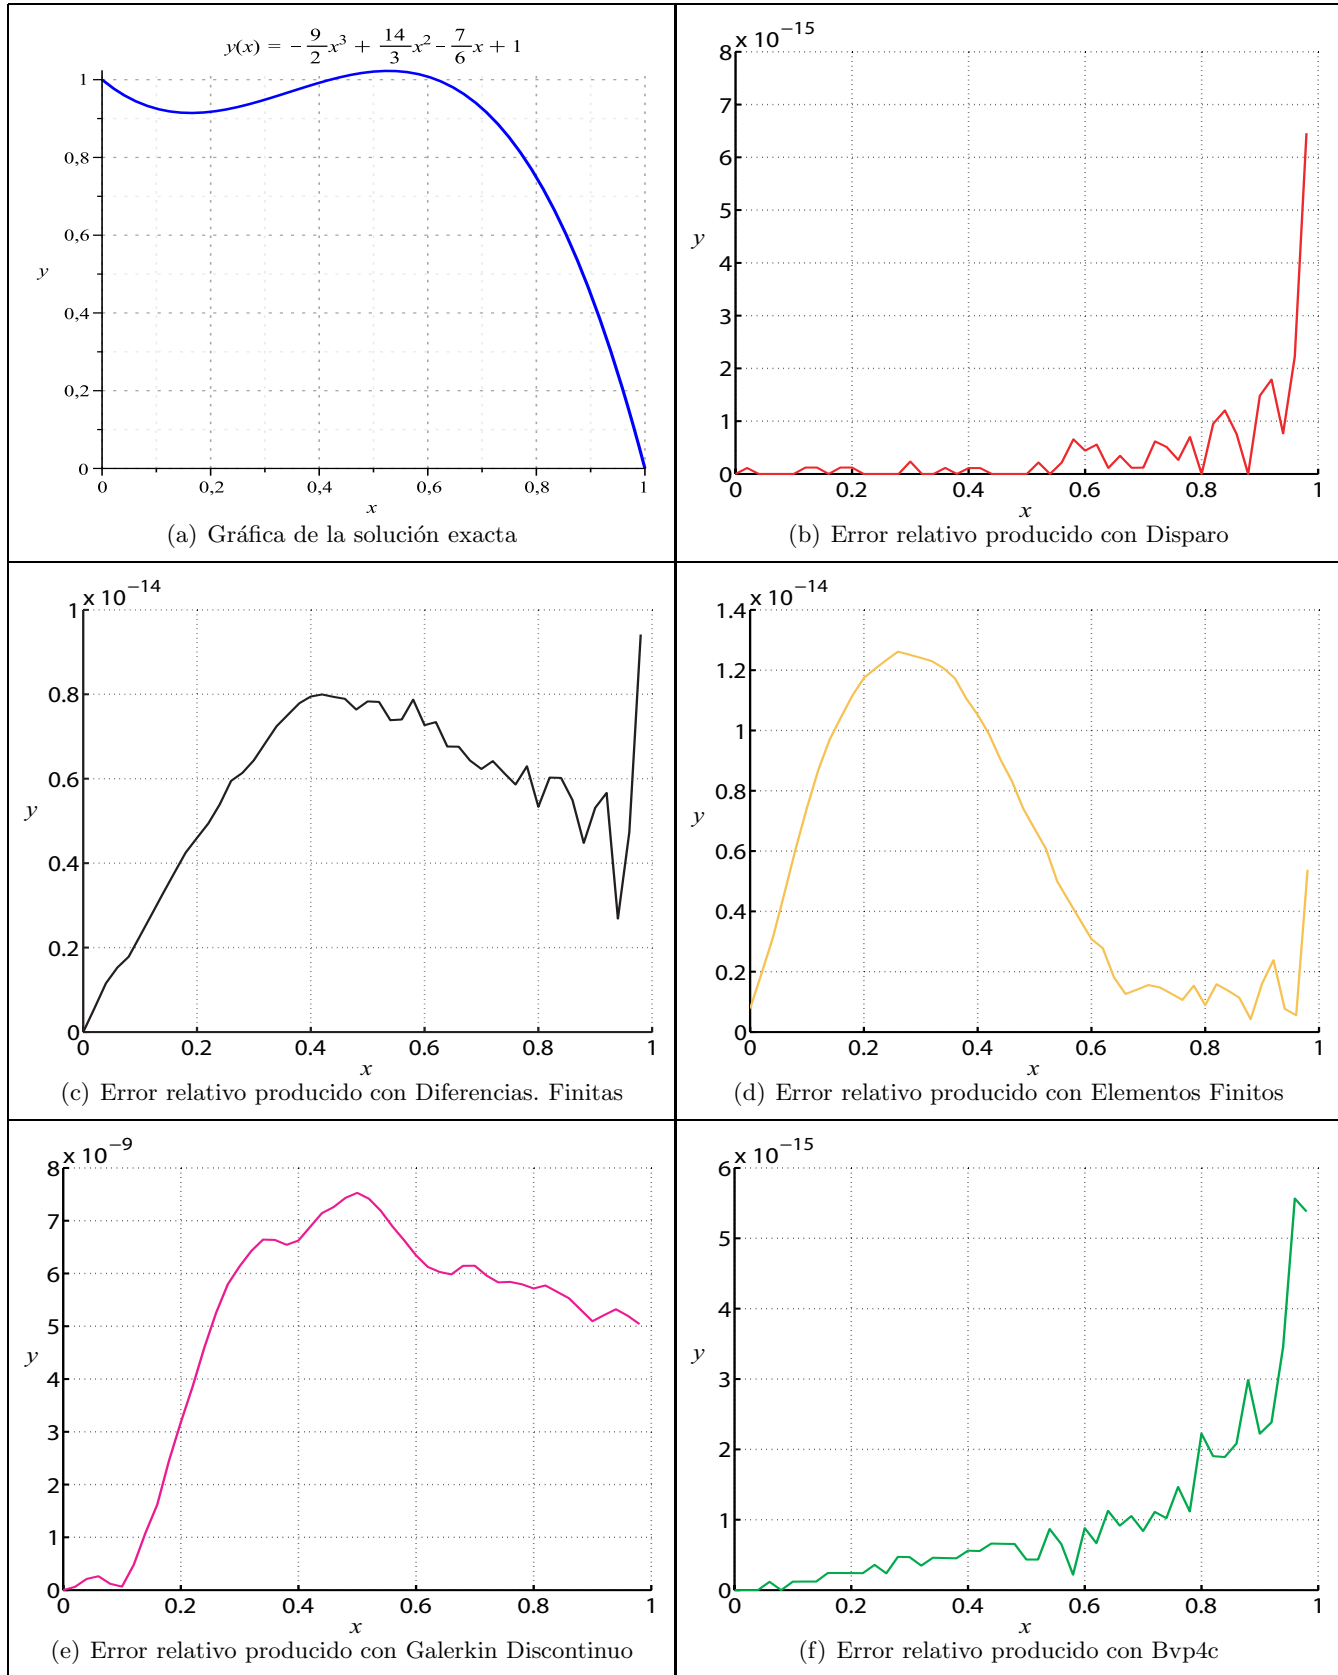 y(x) = -9/2 x³ + 14/3 x² - 7/6 x + 1
1
0,8
0,6
y
0,4
0,2
0
0 0,2 0,4 0,6 0,8 1
x
(a) Gráfica de la solución exacta
8 x 10⁻¹⁵
7
6
5
y
4
3
2
1
0
0 0.2 0.4 0.6 0.8 1
x
(b) Error relativo producido con Disparo
1 x 10⁻¹⁴
0.8
0.6
y
0.4
0.2
0
0 0.2 0.4 0.6 0.8 1
x
(c) Error relativo producido con Diferencias. Finitas
1.4 x 10⁻¹⁴
1.2
1
0.8
y
0.6
0.4
0.2
0
0 0.2 0.4 0.6 0.8 1
x
(d) Error relativo producido con Elementos Finitos
8 x 10⁻⁹
7
6
5
y
4
3
2
1
0
0 0.2 0.4 0.6 0.8 1
x
(e) Error relativo producido con Galerkin Discontinuo
6 x 10⁻¹⁵
5
4
y
3
2
1
0
0 0.2 0.4 0.6 0.8 1
x
(f) Error relativo producido con Bvp4c